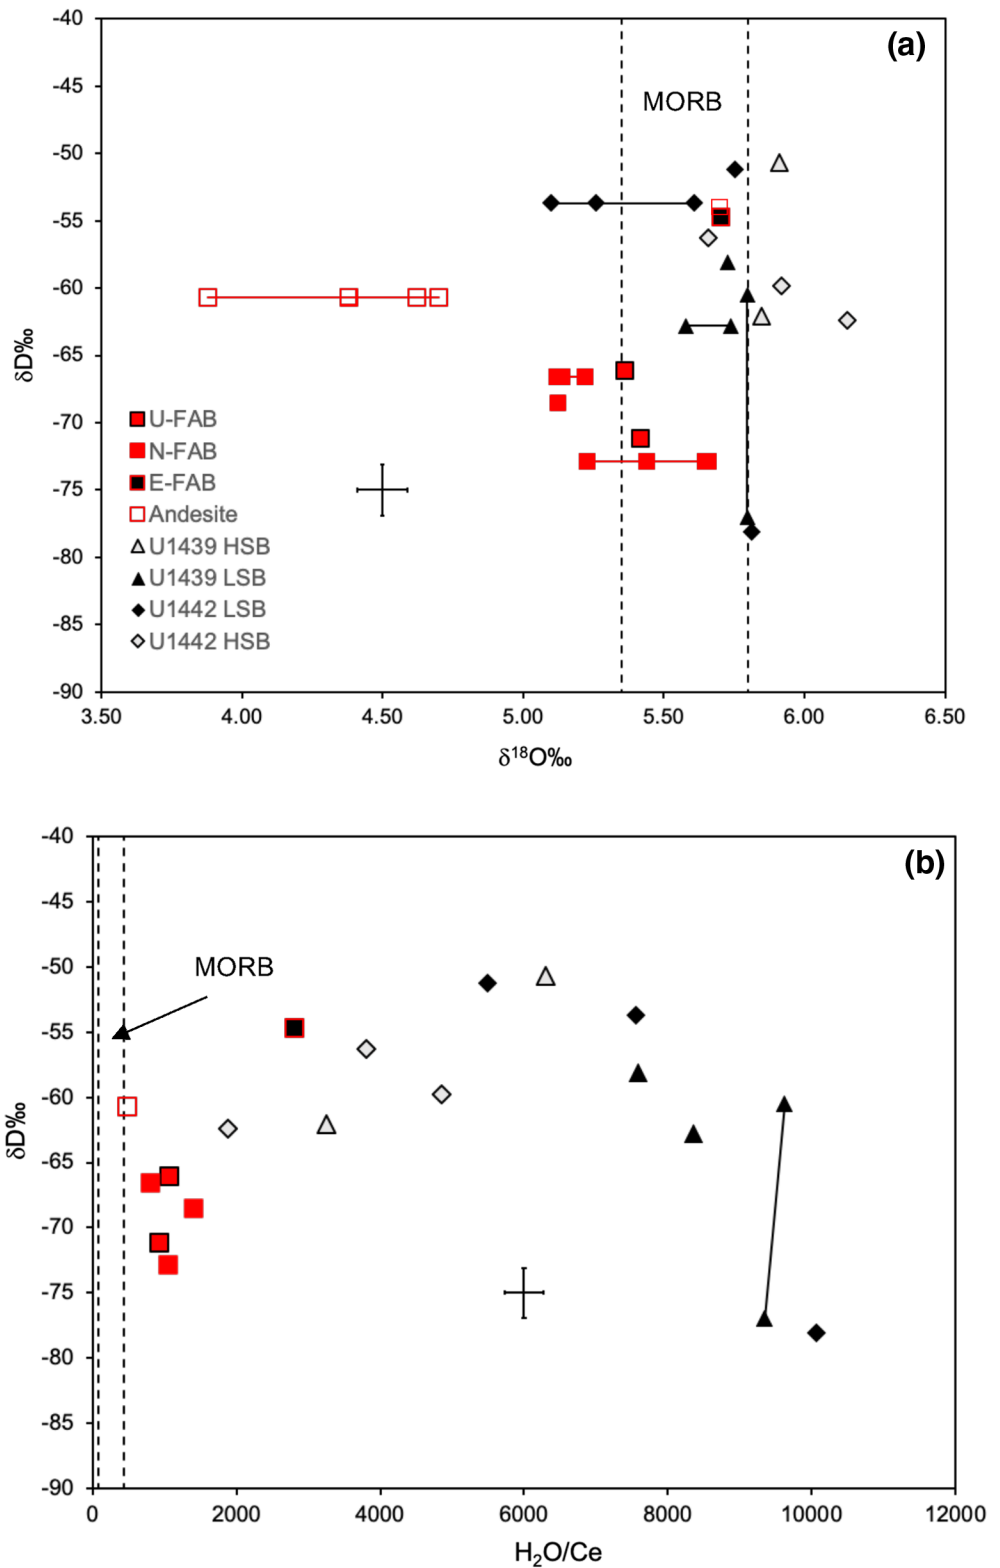 -40
(a)
-45
MORB
-50
-55
-60
-65
δD‰
-70
-75
-80
-85
-90
U-FAB
N-FAB
E-FAB
Andesite
U1439 HSB
U1439 LSB
U1442 LSB
U1442 HSB
3.50 4.00 4.50 5.00 5.50 6.00 6.50
δ¹⁸O‰
-40
(b)
-45
-50
MORB
-55
-60
δD‰
-65
-70
-75
-80
-85
-90
0 2000 4000 6000 8000 10000 12000
H₂O/Ce